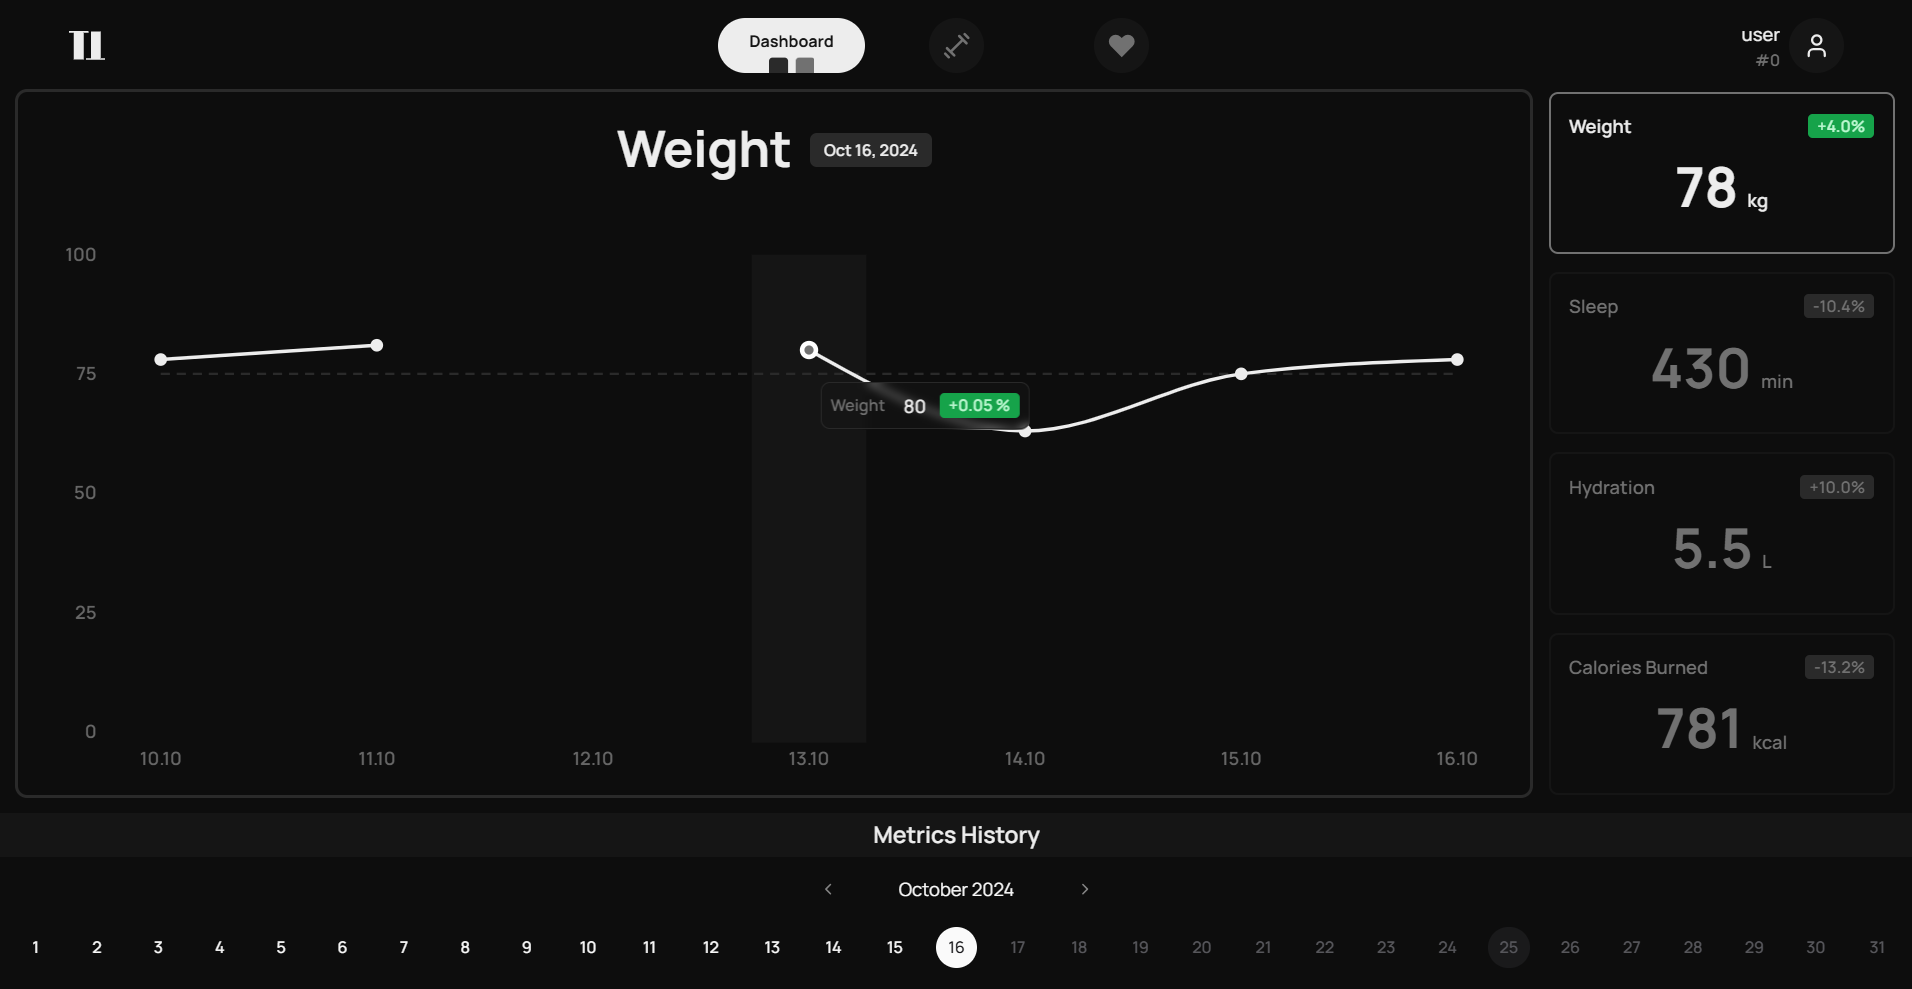 Dashboard
user
#0
Weight
Oct 16, 2024
100
75
50
25
0
Weight 80 +0.05 %
10.10 11.10 12.10 13.10 14.10 15.10 16.10
Weight +4.0%
78 kg
Sleep -10.4%
430 min
Hydration +10.0%
5.5 L
Calories Burned -13.2%
781 kcal
Metrics History
October 2024
1 2 3 4 5 6 7 8 9 10 11 12 13 14 15 16 17 18 19 20 21 22 23 24 25 26 27 28 29 30 31